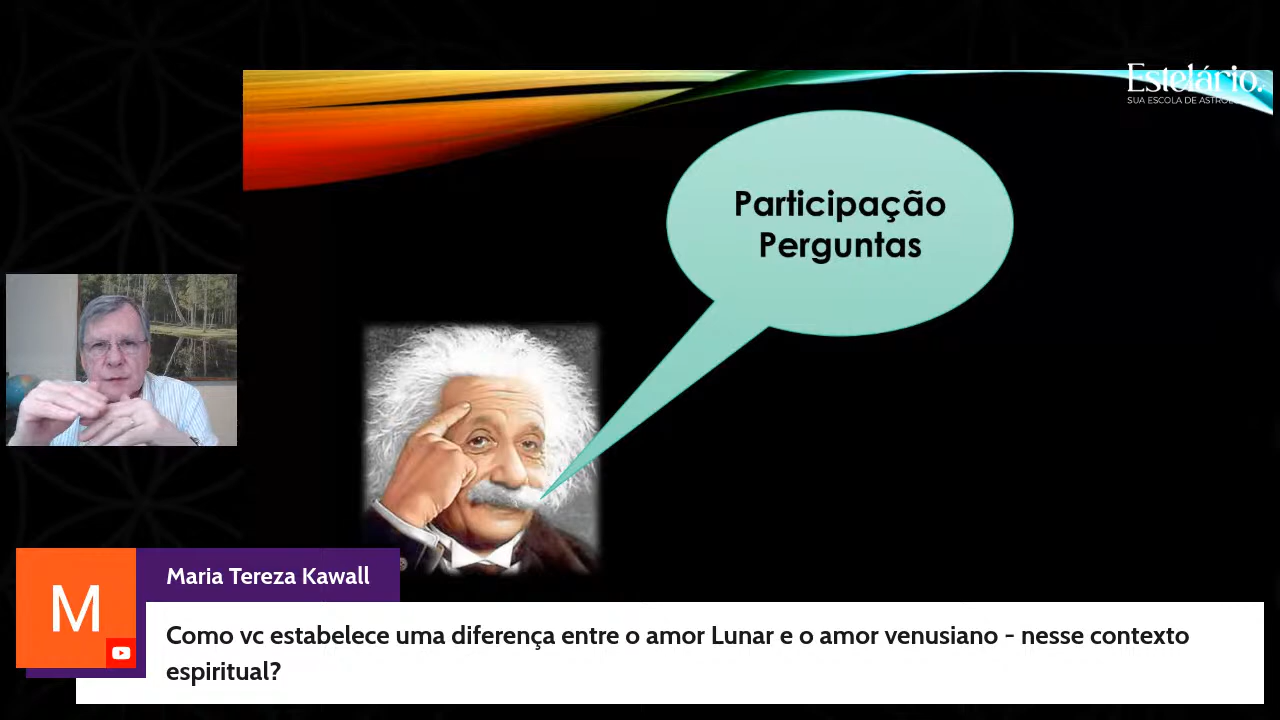 Estelário.
SUA ESCOLA DE ASTROLOGIA
Participação
Perguntas
M
Maria Tereza Kawall
Como vc estabelece uma diferença entre o amor Lunar e o amor venusiano - nesse contexto
espiritual?